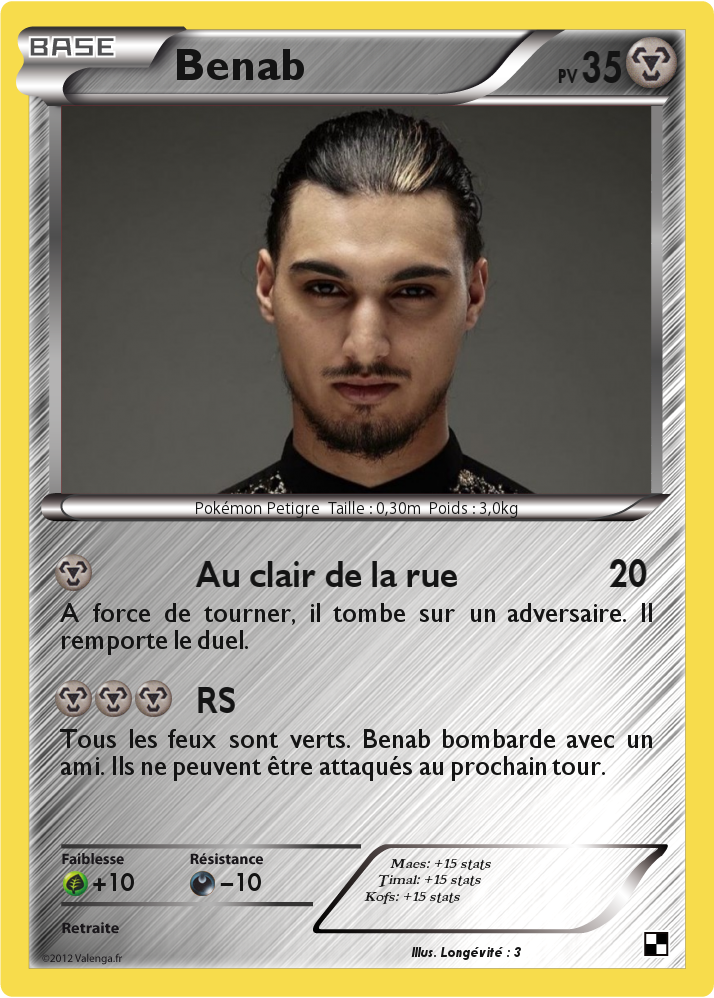 BASE
Benab
PV 35
Pokémon Petigre Taille : 0,30m Poids : 3,0kg
Au clair de la rue 20
A force de tourner, il tombe sur un adversaire. Il
remporte le duel.
RS
Tous les feux sont verts. Benab bombarde avec un
ami. Ils ne peuvent être attaqués au prochain tour.
Faiblesse Résistance
+10 −10
Maes: +15 stats
Timal: +15 stats
Kofs: +15 stats
Retraite
Illus. Longévité : 3
©2012 Valenga.fr